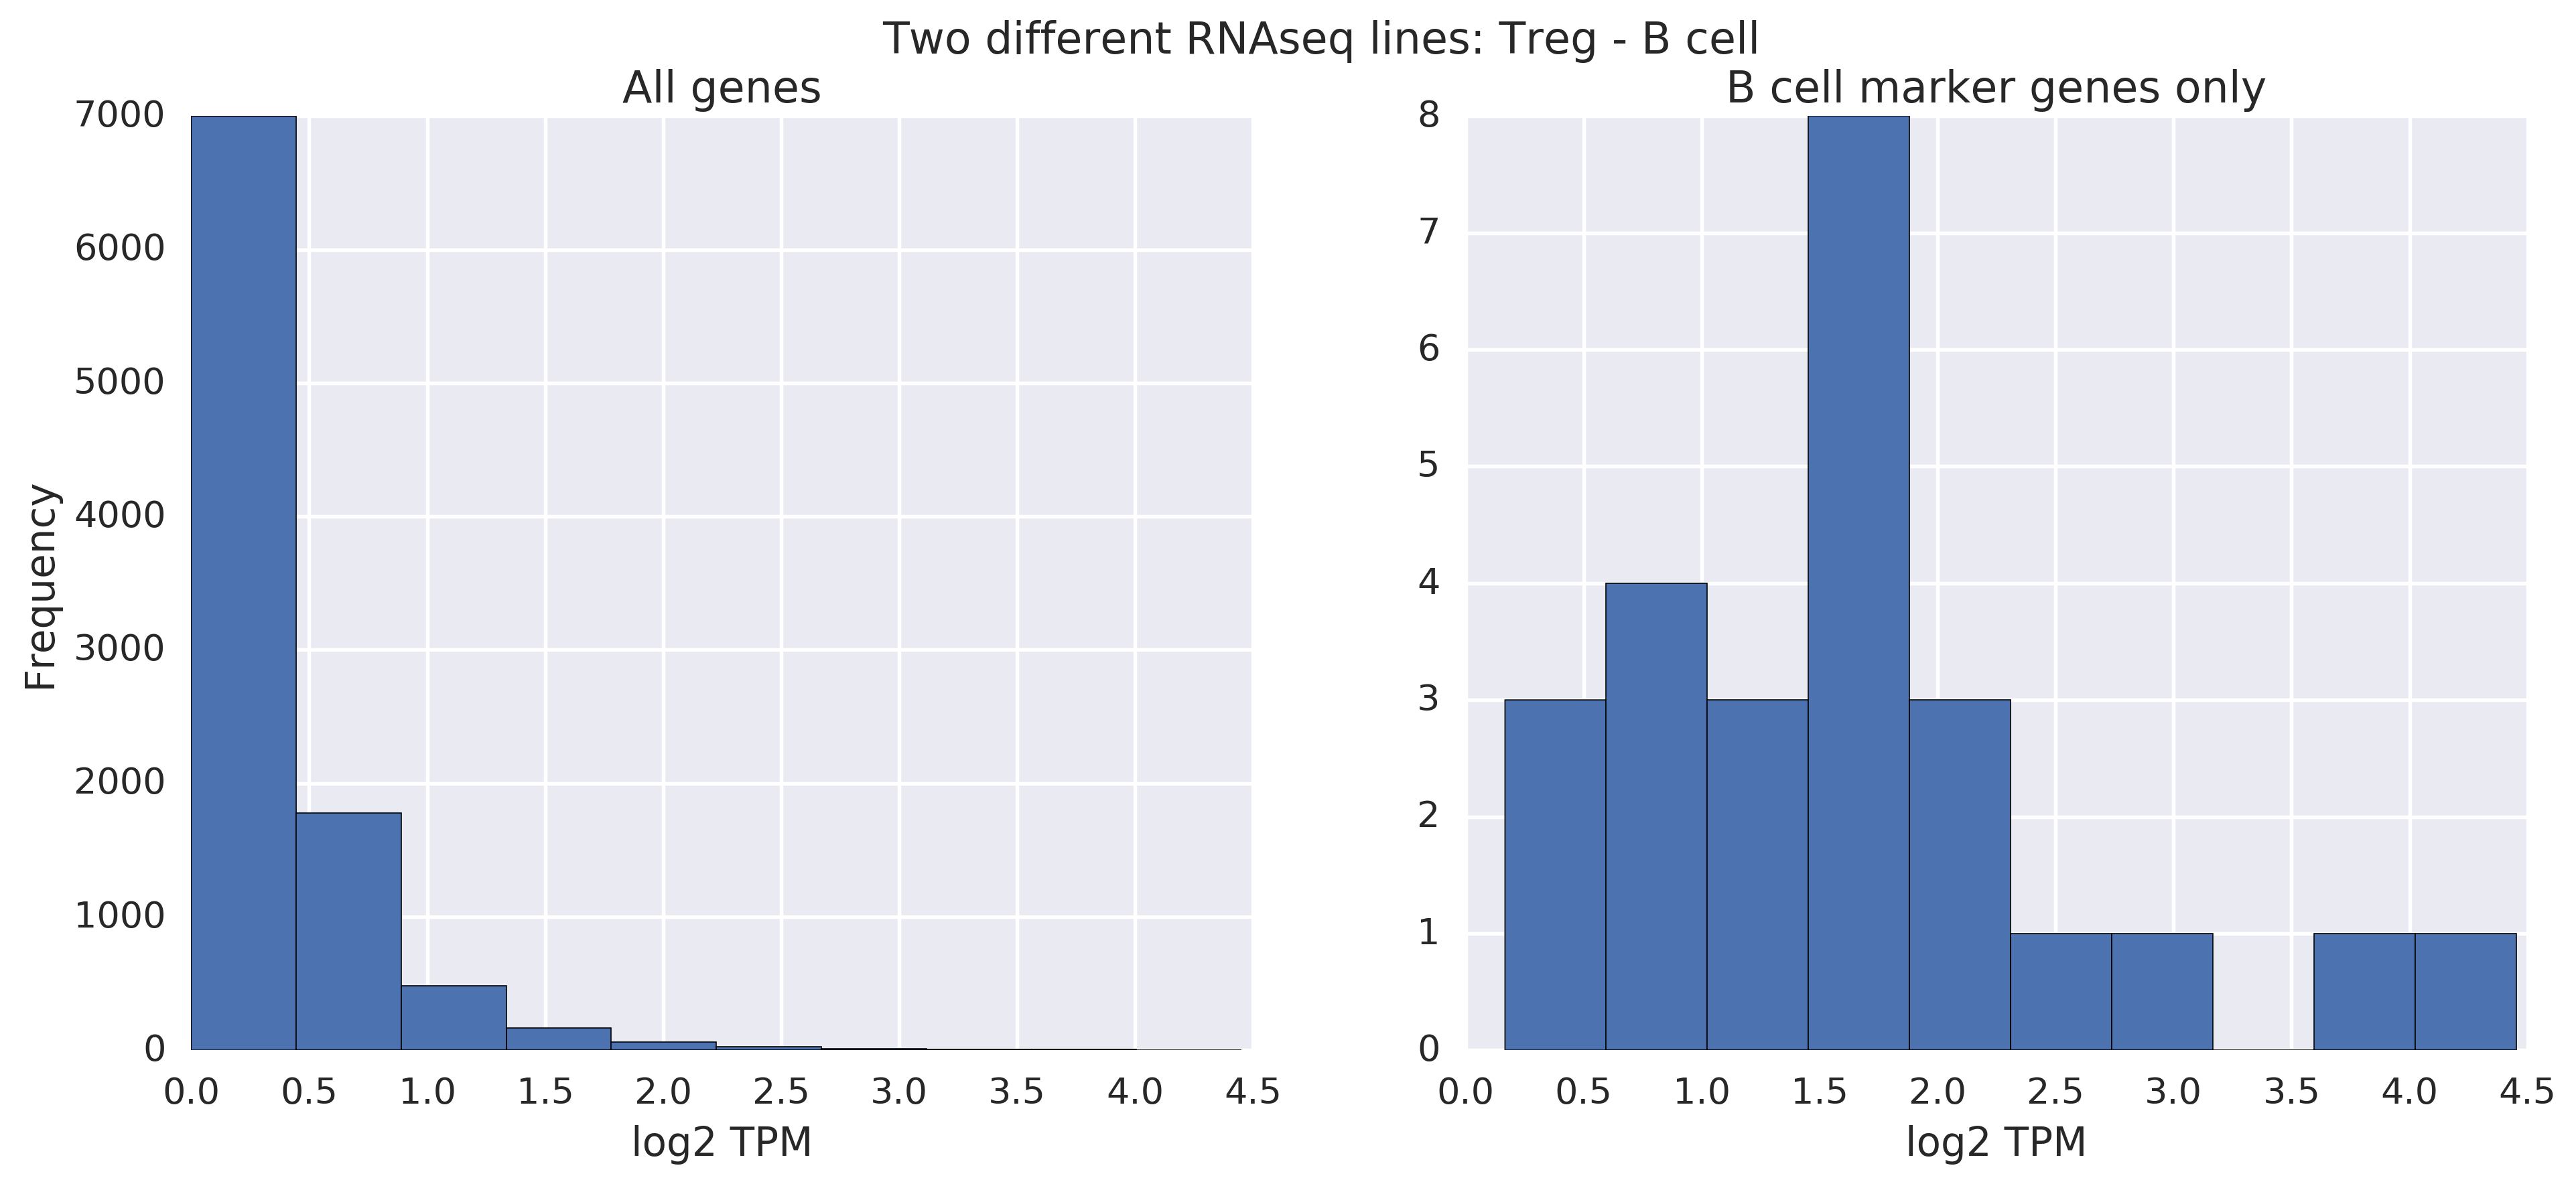 Two different RNAseq lines: Treg - B cell
All genes
7000
6000
5000
4000
3000
2000
1000
0
Frequency
0.0 0.5 1.0 1.5 2.0 2.5 3.0 3.5 4.0 4.5
log2 TPM
B cell marker genes only
8
7
6
5
4
3
2
1
0
0.0 0.5 1.0 1.5 2.0 2.5 3.0 3.5 4.0 4.5
log2 TPM